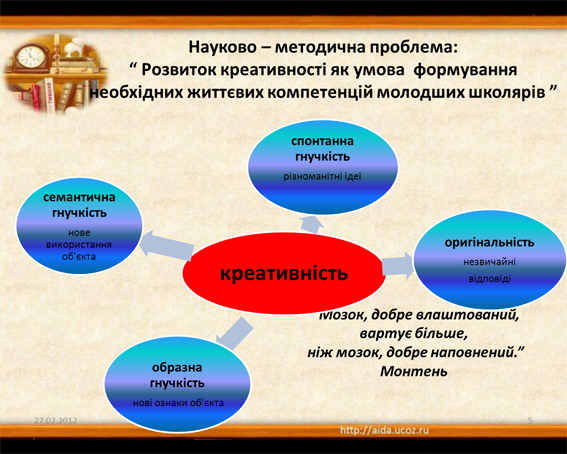 Науково – методична проблема:
“ Розвиток креативності як умова формування
необхідних життєвих компетенцій молодших школярів ”
спонтанна
гнучкість
різноманітні ідеї
семантична
гнучкість
нове
використання
об'єкта
оригінальність
незвичайні
відповіді
креативність
“Мозок, добре влаштований,
вартує більше,
ніж мозок, добре наповнений.”
Монтень
образна
гнучкість
нові ознаки об'єкта
27.02.2012
5
http://aida.ucoz.ru